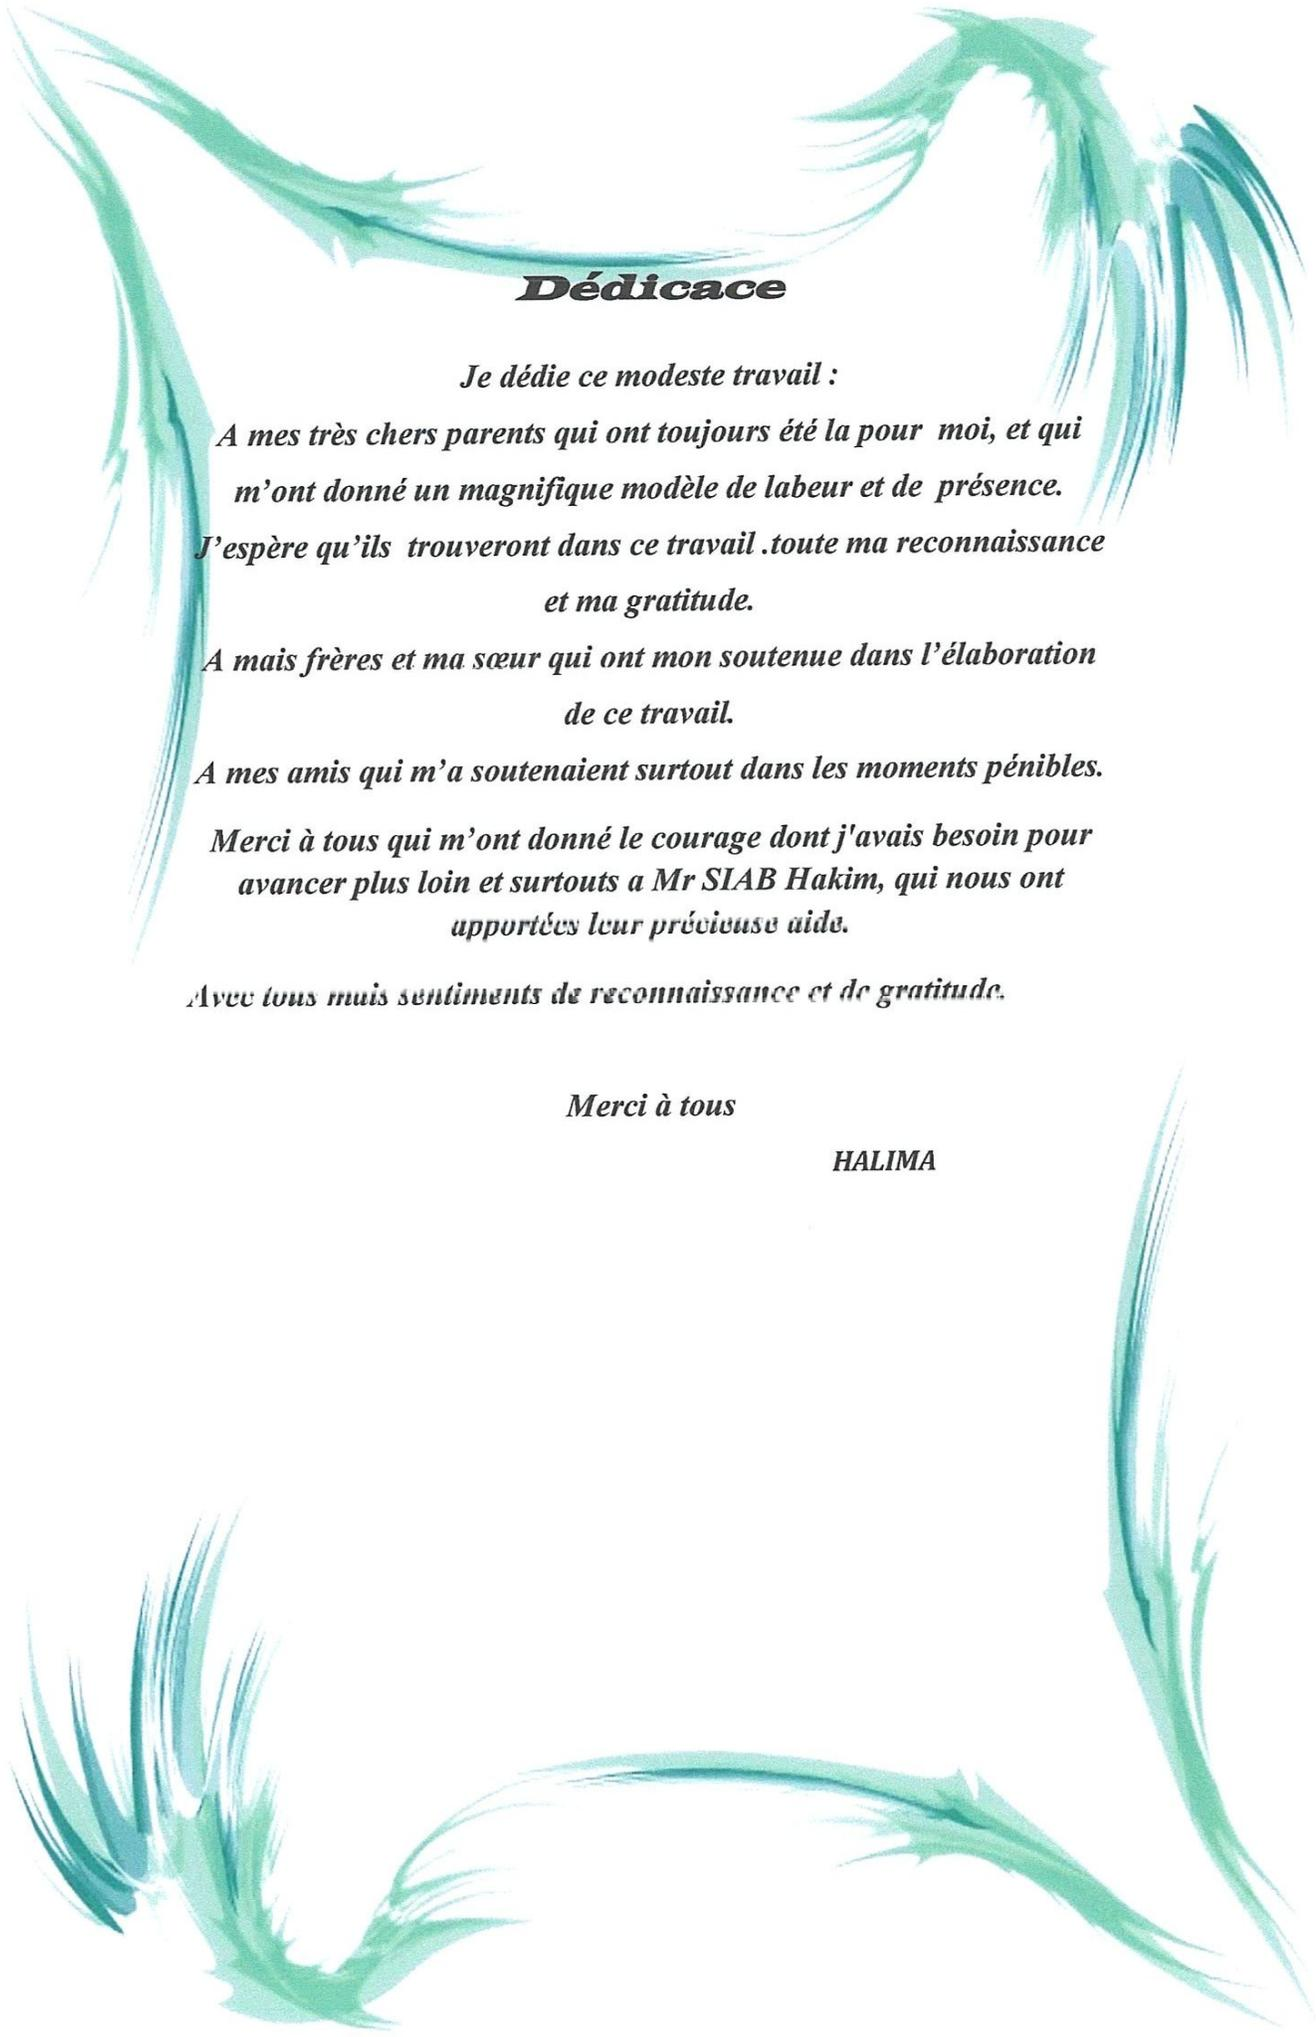 Dédicace
Je dédie ce modeste travail :
A mes très chers parents qui ont toujours été la pour moi, et qui
m'ont donné un magnifique modèle de labeur et de présence.
J'espère qu'ils trouveront dans ce travail .toute ma reconnaissance
et ma gratitude.
A mais frères et ma sœur qui ont mon soutenue dans l'élaboration
de ce travail.
A mes amis qui m'a soutenaient surtout dans les moments pénibles.
Merci à tous qui m'ont donné le courage dont j'avais besoin pour
avancer plus loin et surtouts a Mr SIAB Hakim, qui nous ont
apportées leur précieuse aide.
Avec tous mais sentiments de reconnaissance et de gratitude.
Merci à tous
HALIMA